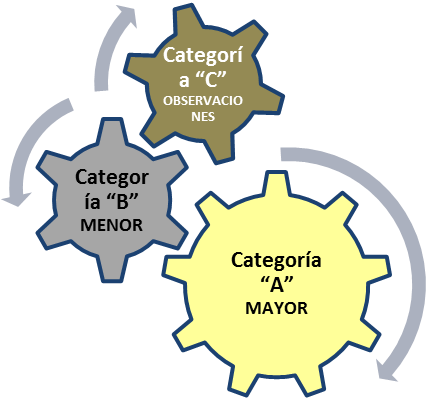 Categorí
a “C”
OBSERVACIO
NES
Categor
ía “B”
MENOR
Categoría
“A”
MAYOR